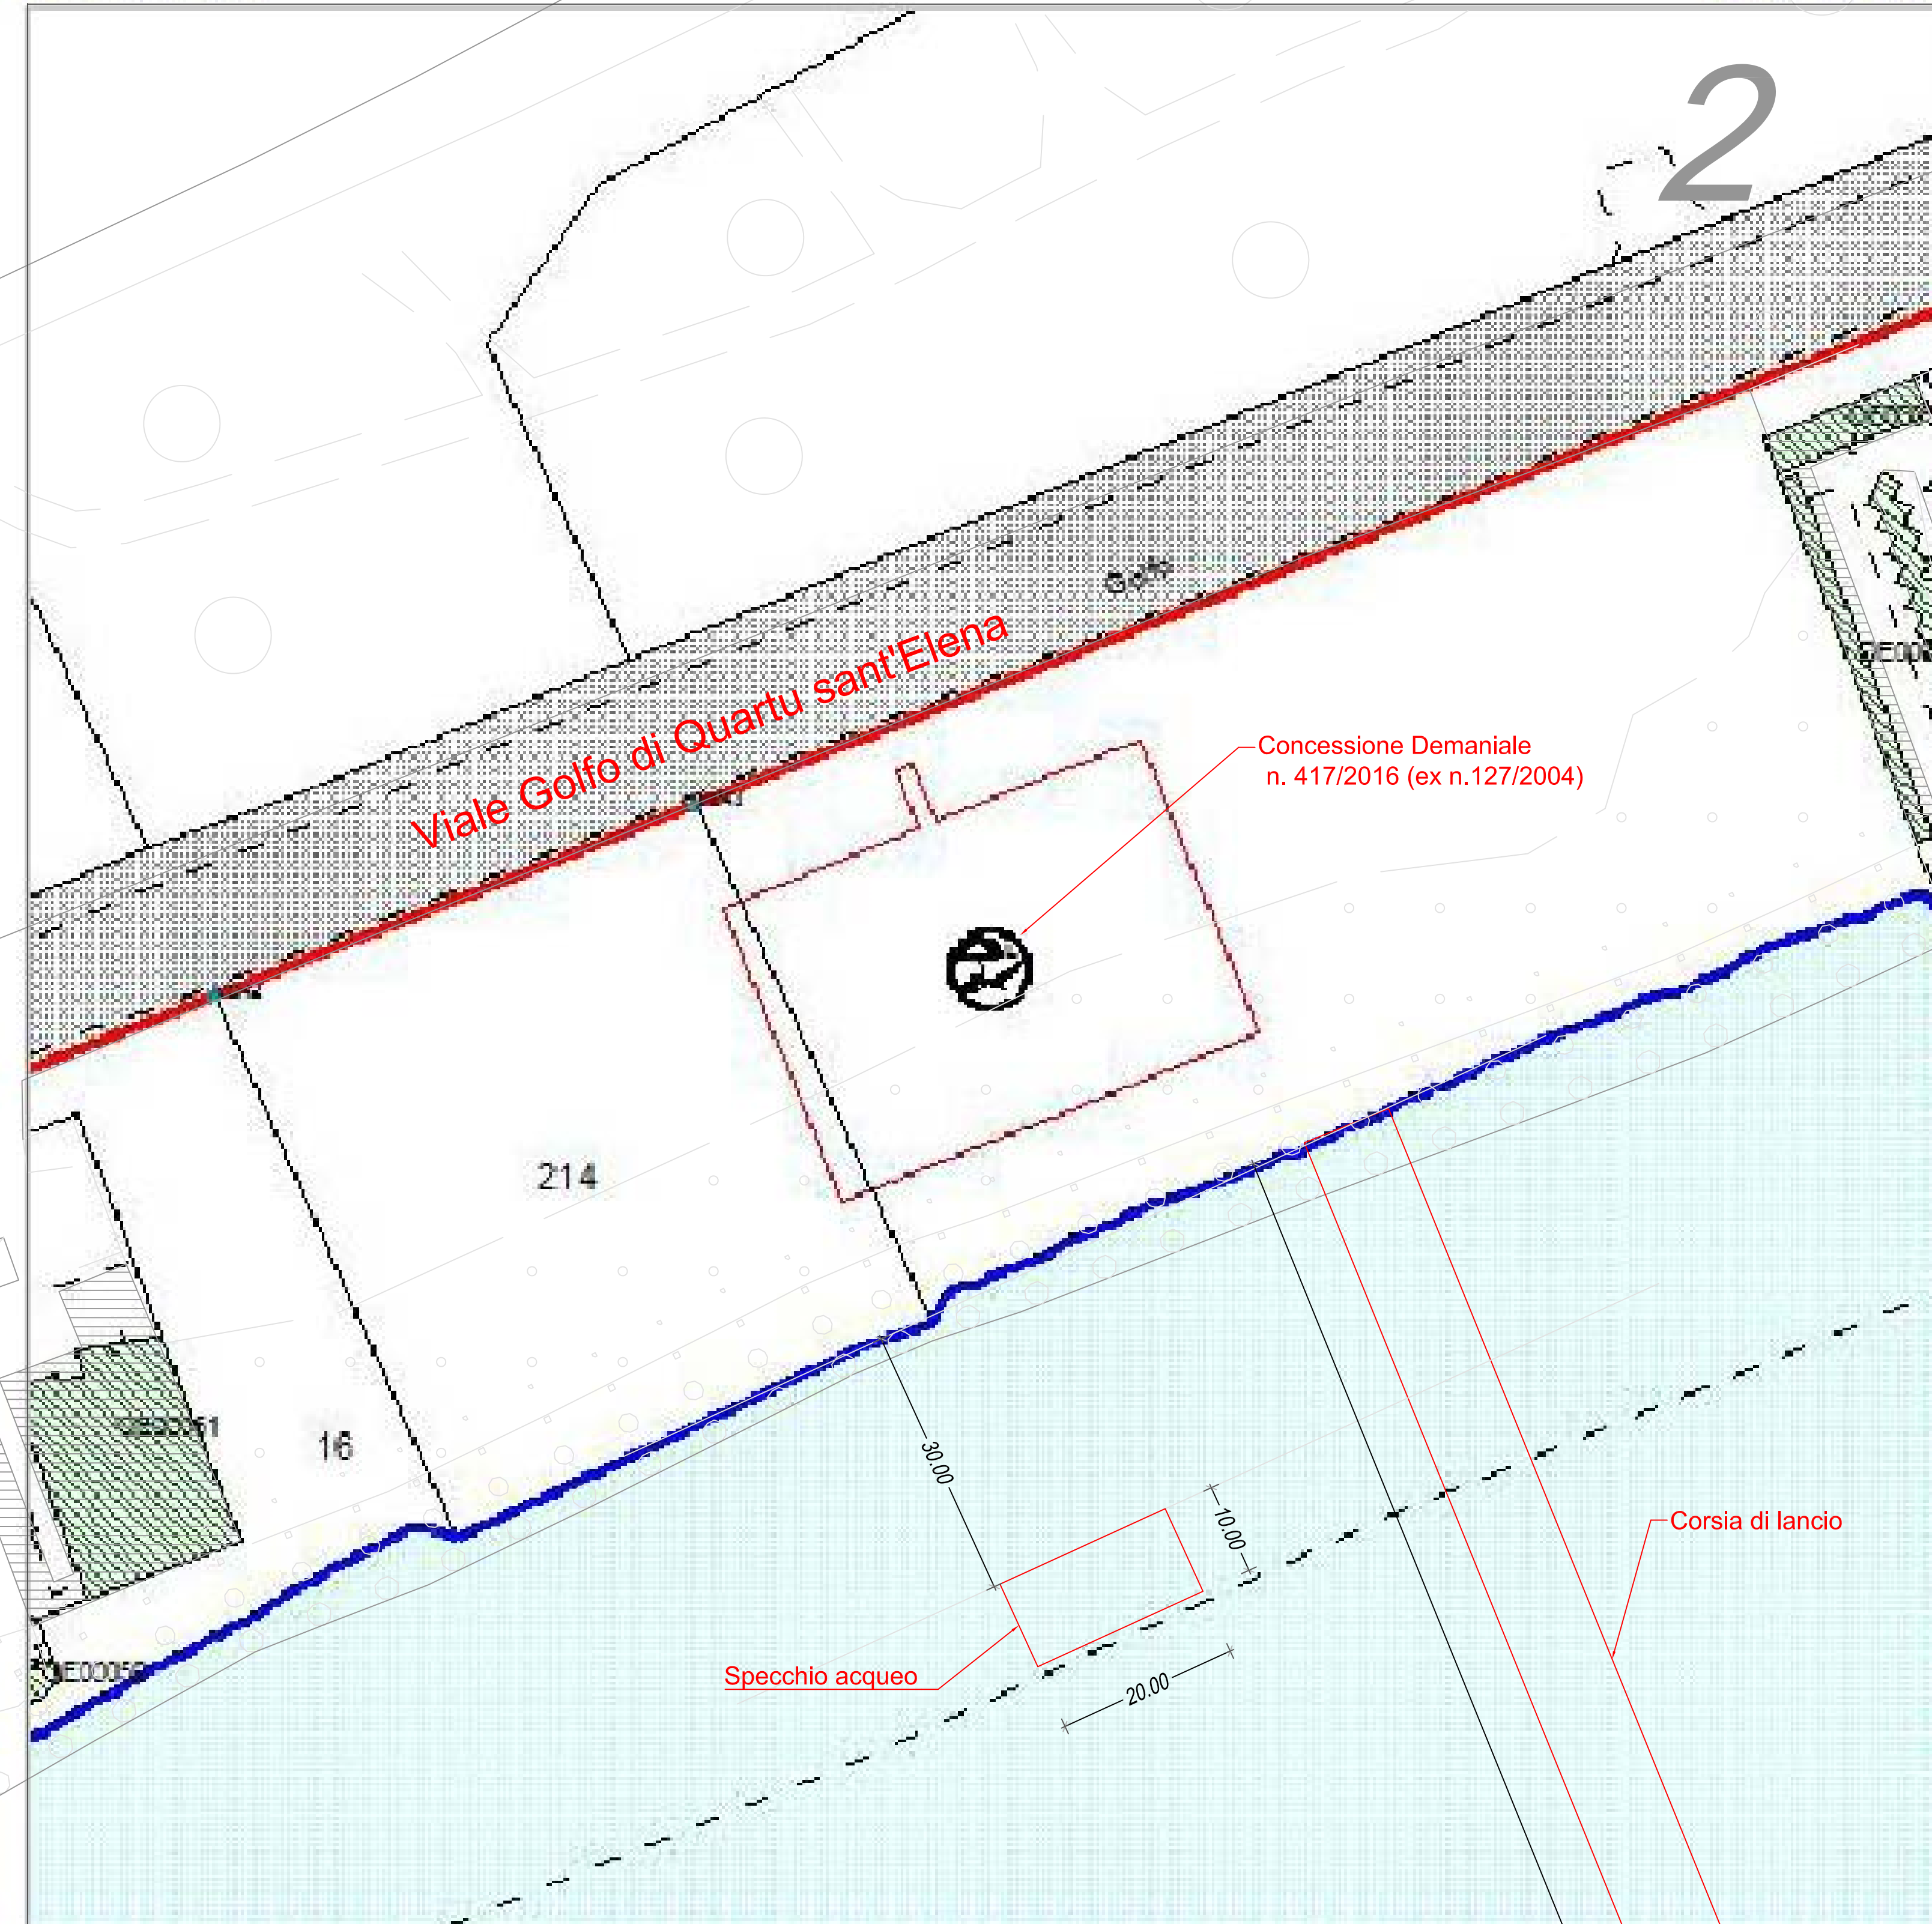 2
Golfo
Viale Golfo di Quartu sant'Elena
Concessione Demaniale
n. 417/2016 (ex n.127/2004)
214
16
30.00
10.00
20.00
Corsia di lancio
Specchio acqueo